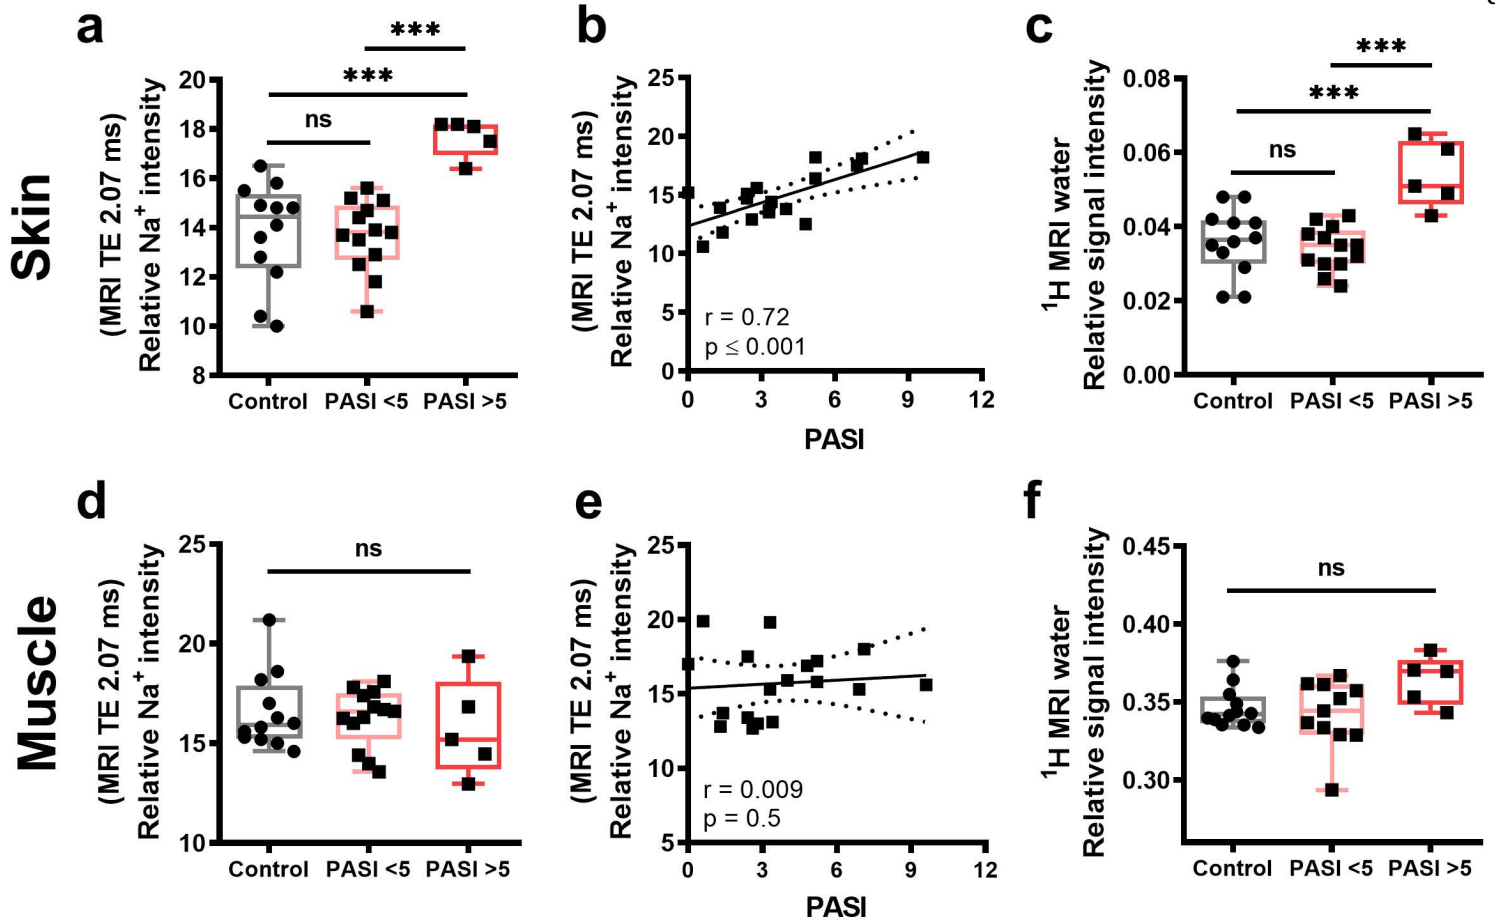 a
b
c
Skin
(MRI TE 2.07 ms)
Relative Na⁺ intensity
20
18
16
14
12
10
8
***
***
ns
Control
PASI <5
PASI >5
(MRI TE 2.07 ms)
Relative Na⁺ intensity
25
20
15
10
5
0
r = 0.72
p ≤ 0.001
0
3
6
9
12
PASI
¹H MRI water
Relative signal intensity
0.08
0.06
0.04
0.02
0.00
***
***
ns
Control
PASI <5
PASI >5
d
e
f
Muscle
(MRI TE 2.07 ms)
Relative Na⁺ intensity
25
20
15
10
ns
Control
PASI <5
PASI >5
(MRI TE 2.07 ms)
Relative Na⁺ intensity
25
20
15
10
5
r = 0.009
p = 0.5
0
3
6
9
12
PASI
¹H MRI water
Relative signal intensity
0.45
0.40
0.35
0.30
ns
Control
PASI <5
PASI >5